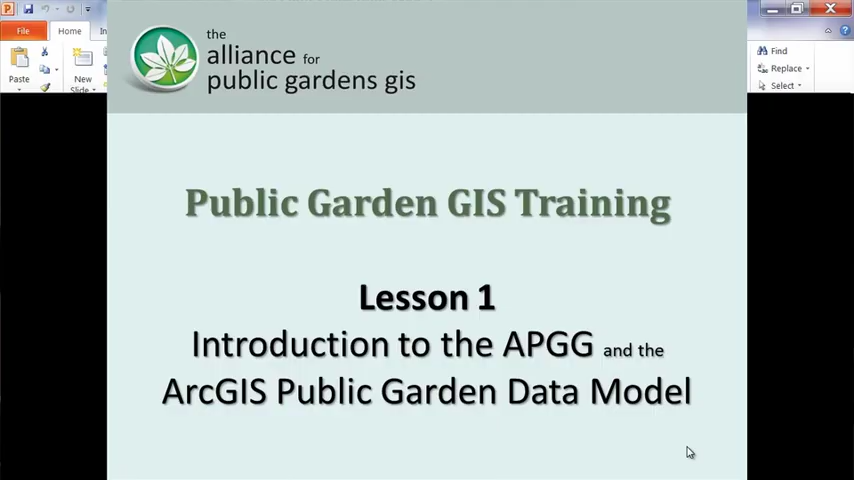 File
Home
In
Paste
New
Slide
Find
Replace
Select
the
alliance for
public gardens gis
Public Garden GIS Training
Lesson 1
Introduction to the APGG and the
ArcGIS Public Garden Data Model